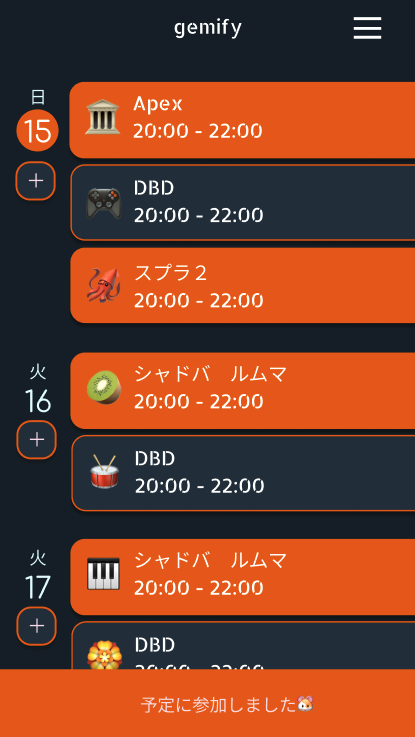 gemify
日
15
Apex
20:00 - 22:00
DBD
20:00 - 22:00
スプラ2
20:00 - 22:00
火
16
シャドバ　ルムマ
20:00 - 22:00
DBD
20:00 - 22:00
火
17
シャドバ　ルムマ
20:00 - 22:00
DBD
20:00 - 22:00
予定に参加しました🐹